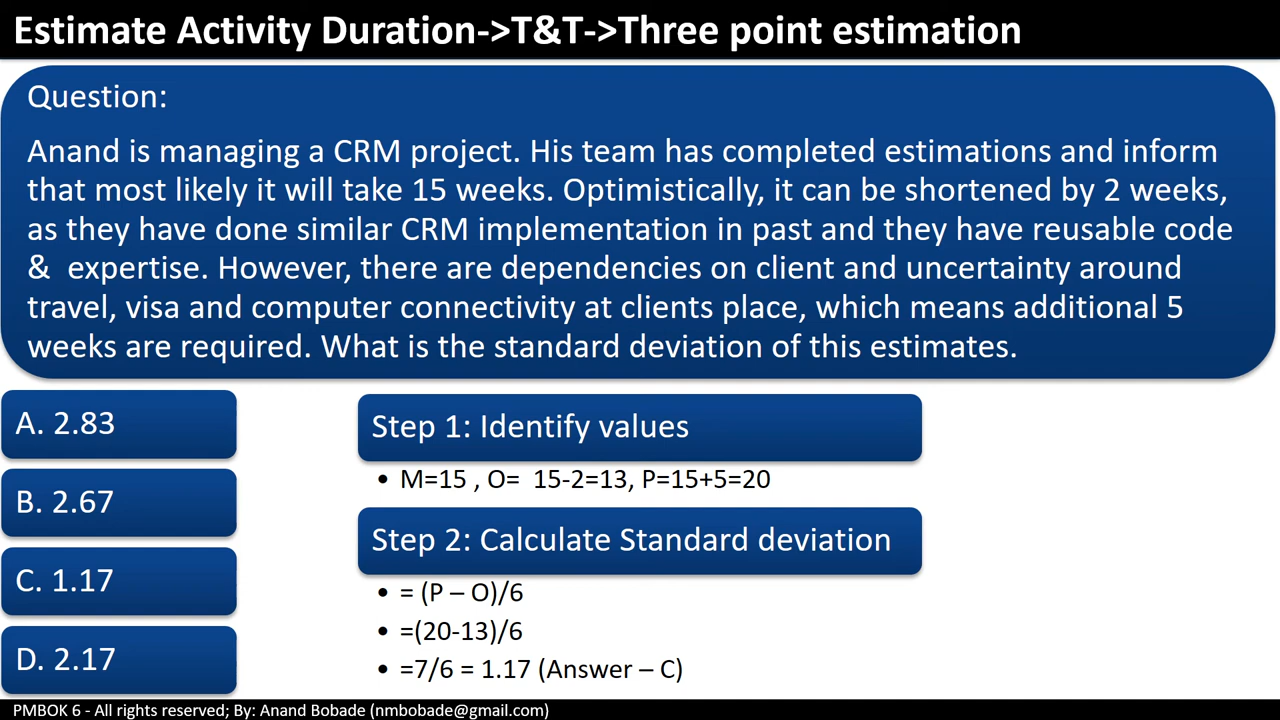 Estimate Activity Duration->T&T->Three point estimation
Question:
Anand is managing a CRM project. His team has completed estimations and inform
that most likely it will take 15 weeks. Optimistically, it can be shortened by 2 weeks,
as they have done similar CRM implementation in past and they have reusable code
& expertise. However, there are dependencies on client and uncertainty around
travel, visa and computer connectivity at clients place, which means additional 5
weeks are required. What is the standard deviation of this estimates.
A. 2.83
B. 2.67
C. 1.17
D. 2.17
Step 1: Identify values
• M=15 , O= 15-2=13, P=15+5=20
Step 2: Calculate Standard deviation
• = (P – O)/6
• =(20-13)/6
• =7/6 = 1.17 (Answer – C)
PMBOK 6 - All rights reserved; By: Anand Bobade (nmbobade@gmail.com)